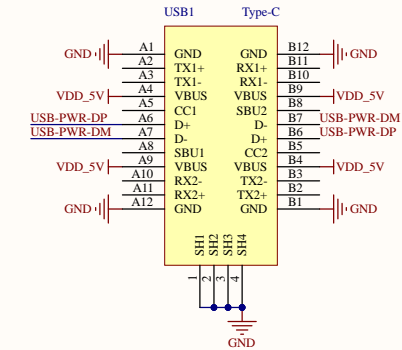 USB1 Type-C
GND A1 GND GND B12 GND
A2 TX1+ RX1+ B11
A3 TX1- RX1- B10
VDD_5V A4 VBUS VBUS B9 VDD_5V
A5 CC1 SBU2 B8
USB-PWR-DP A6 D+ D- B7 USB-PWR-DM
USB-PWR-DM A7 D- D+ B6 USB-PWR-DP
A8 SBU1 CC2 B5
VDD_5V A9 VBUS VBUS B4 VDD_5V
A10 RX2- TX2- B3
A11 RX2+ TX2+ B2
GND A12 GND GND B1 GND
SH1 SH2 SH3 SH4
1 2 3 4
GND